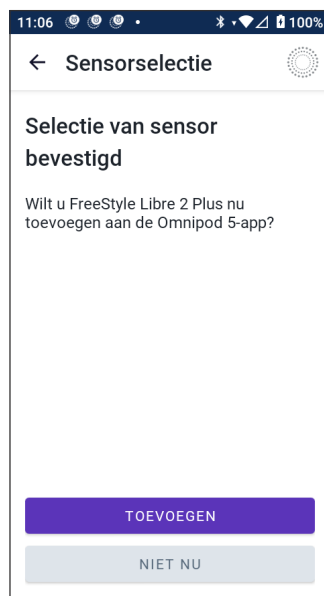 11:06 100%
Sensorselectie
Selectie van sensor
bevestigd
Wilt u FreeStyle Libre 2 Plus nu
toevoegen aan de Omnipod 5-app?
TOEVOEGEN
NIET NU